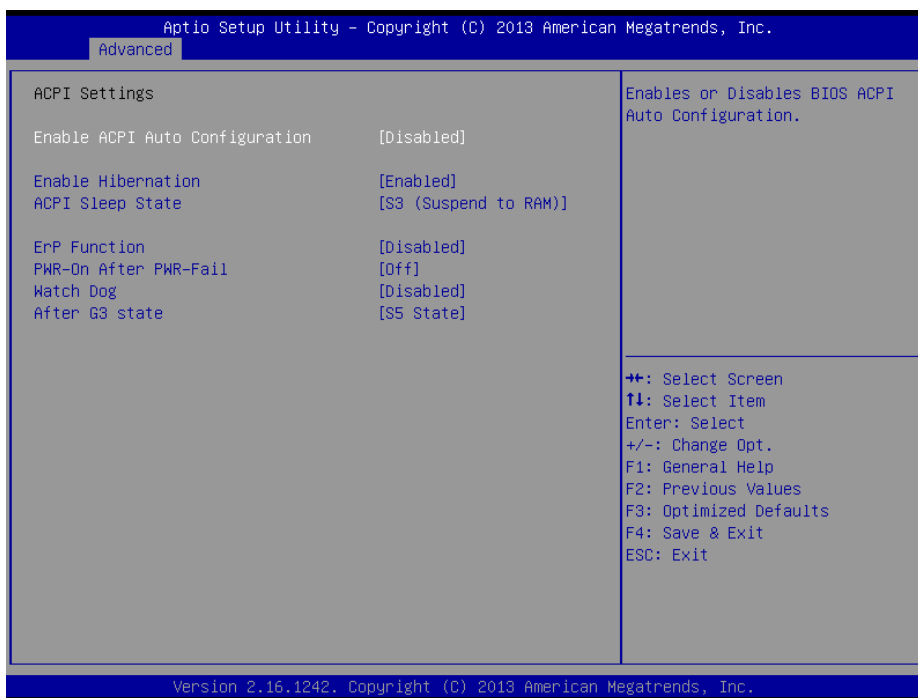 Aptio Setup Utility – Copyright (C) 2013 American Megatrends, Inc.
Advanced
ACPI Settings
Enable ACPI Auto Configuration [Disabled]
Enable Hibernation [Enabled]
ACPI Sleep State [S3 (Suspend to RAM)]
ErP Function [Disabled]
PWR-On After PWR-Fail [Off]
Watch Dog [Disabled]
After G3 state [S5 State]
Enables or Disables BIOS ACPI
Auto Configuration.
→←: Select Screen
↑↓: Select Item
Enter: Select
+/-: Change Opt.
F1: General Help
F2: Previous Values
F3: Optimized Defaults
F4: Save & Exit
ESC: Exit
Version 2.16.1242. Copyright (C) 2013 American Megatrends, Inc.